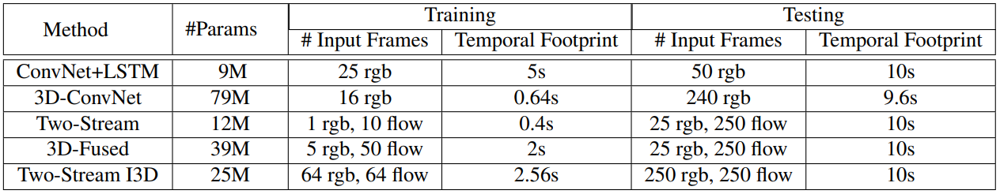 Method #Params Training Testing
# Input Frames Temporal Footprint # Input Frames Temporal Footprint
ConvNet+LSTM 9M 25 rgb 5s 50 rgb 10s
3D-ConvNet 79M 16 rgb 0.64s 240 rgb 9.6s
Two-Stream 12M 1 rgb, 10 flow 0.4s 25 rgb, 250 flow 10s
3D-Fused 39M 5 rgb, 50 flow 2s 25 rgb, 250 flow 10s
Two-Stream I3D 25M 64 rgb, 64 flow 2.56s 250 rgb, 250 flow 10s